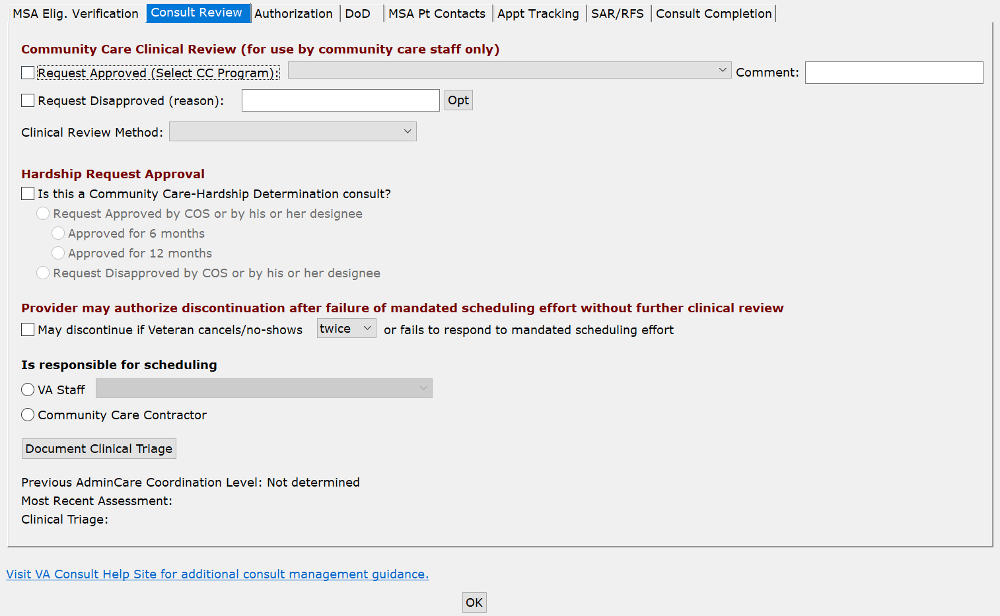 MSA Elig. Verification Consult Review Authorization DoD MSA Pt Contacts Appt Tracking SAR/RFS Consult Completion
Community Care Clinical Review (for use by community care staff only)
Request Approved (Select CC Program): Comment:
Request Disapproved (reason): Opt
Clinical Review Method:
Hardship Request Approval
Is this a Community Care-Hardship Determination consult?
Request Approved by COS or by his or her designee
Approved for 6 months
Approved for 12 months
Request Disapproved by COS or by his or her designee
Provider may authorize discontinuation after failure of mandated scheduling effort without further clinical review
May discontinue if Veteran cancels/no-shows twice or fails to respond to mandated scheduling effort
Is responsible for scheduling
VA Staff
Community Care Contractor
Document Clinical Triage
Previous AdminCare Coordination Level: Not determined
Most Recent Assessment:
Clinical Triage:
Visit VA Consult Help Site for additional consult management guidance.
OK